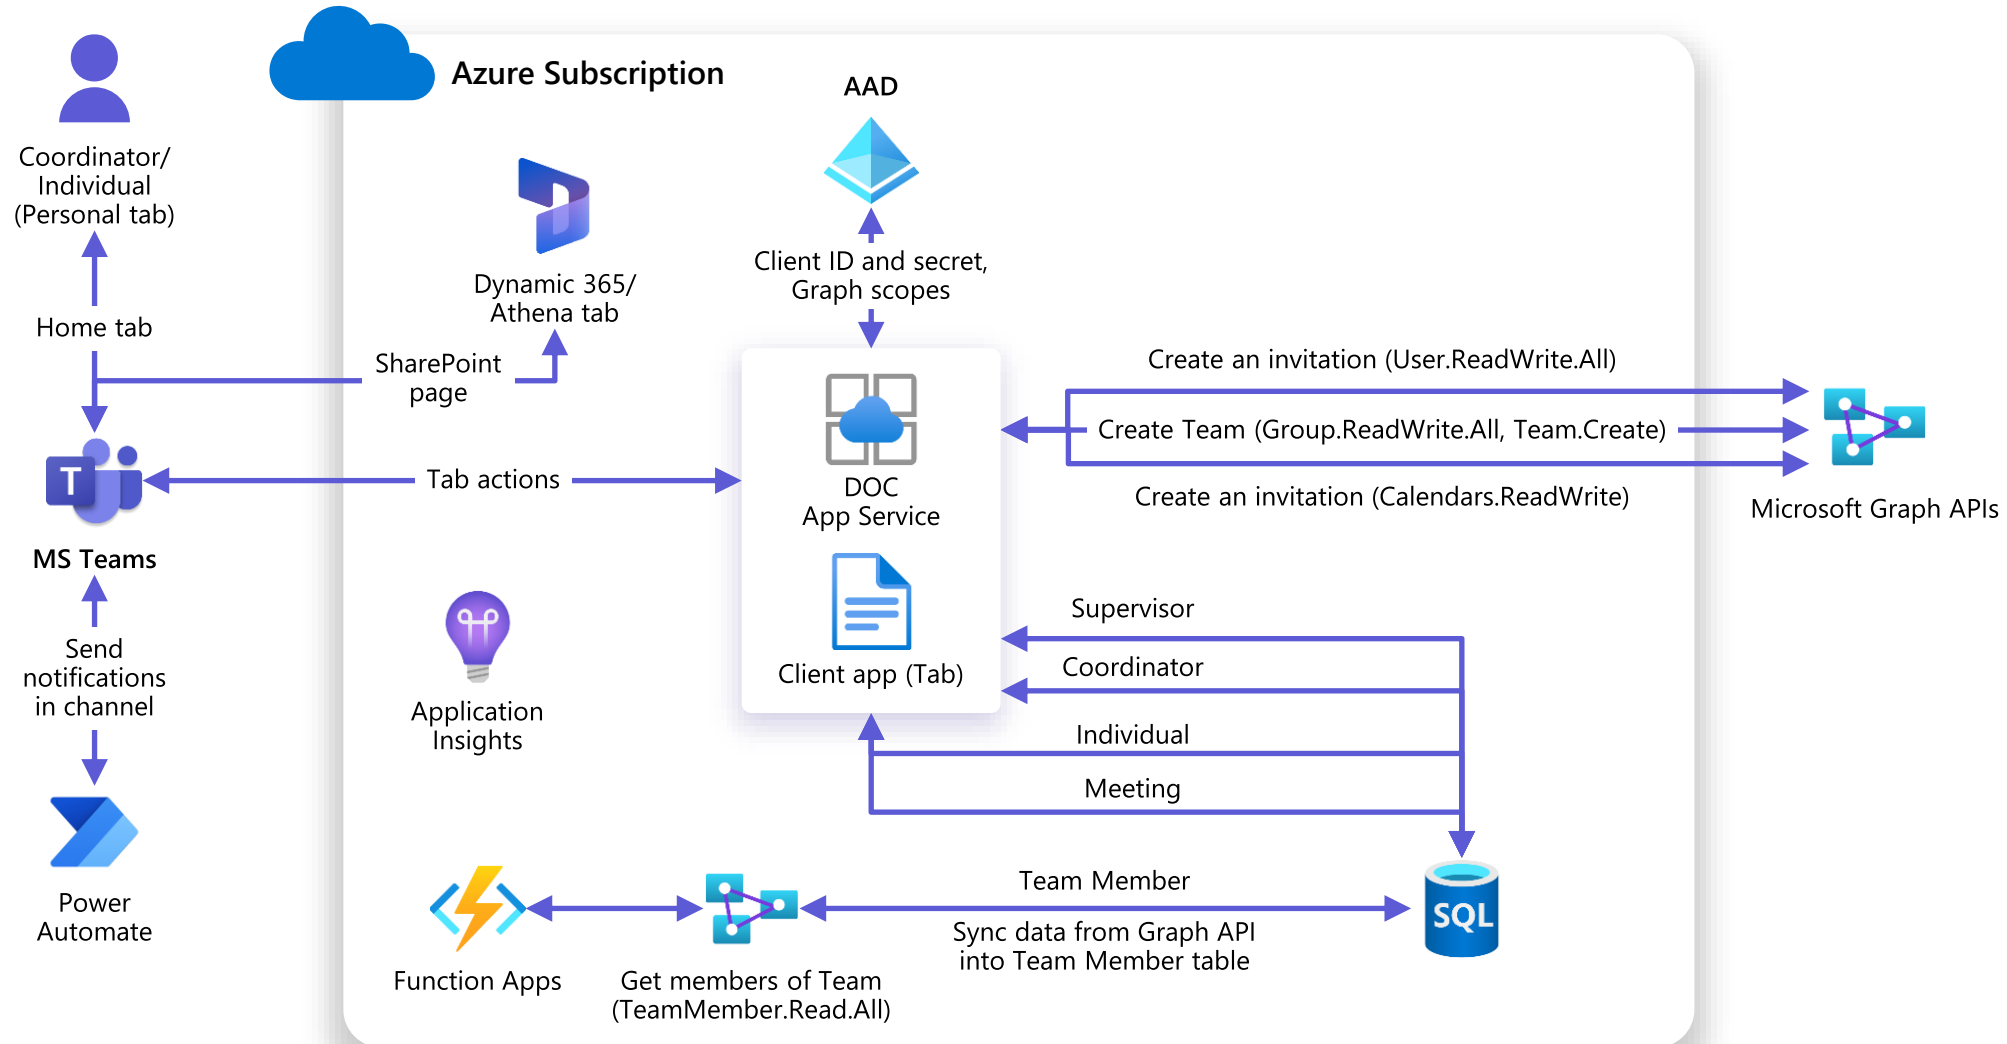 Azure Subscription
AAD
Coordinator/
Individual
(Personal tab)
Dynamic 365/
Athena tab
Client ID and secret,
Graph scopes
Home tab
SharePoint
page
Create an invitation (User.ReadWrite.All)
Create Team (Group.ReadWrite.All, Team.Create)
Create an invitation (Calendars.ReadWrite)
Microsoft Graph APIs
T
MS Teams
Tab actions
DOC
App Service
Client app (Tab)
Supervisor
Coordinator
Individual
Meeting
Send
notifications
in channel
Application
Insights
Power
Automate
Function Apps
Get members of Team
(TeamMember.Read.All)
Team Member
Sync data from Graph API
into Team Member table
SQL